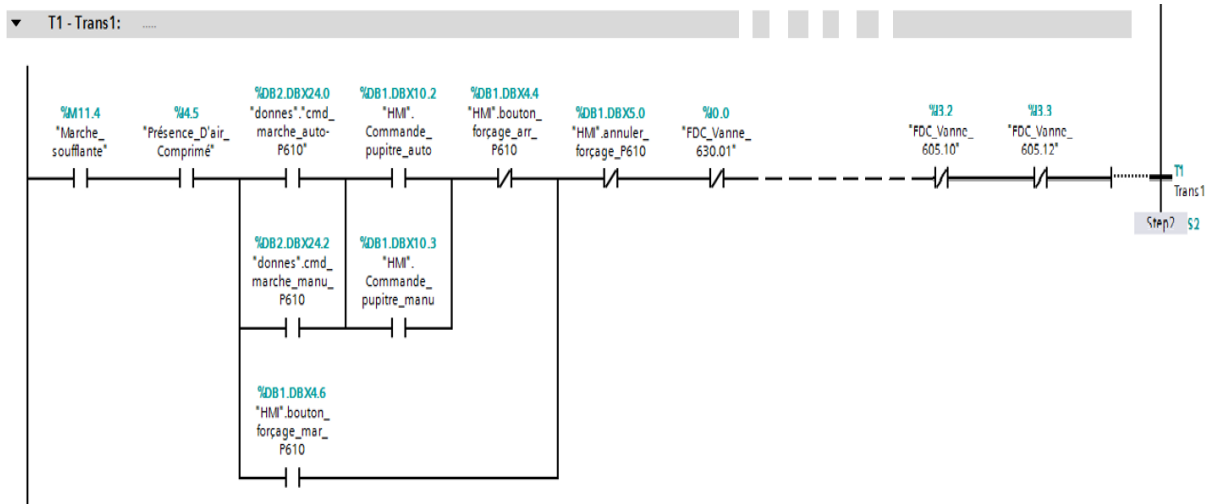 T1 - Trans1: .....
%M11.4
"Marche_
soufflante"
%I4.5
"Présence_D'air_
Comprimé"
%DB2.DBX24.0
"donnes"."cmd_
marche_auto-
P610"
%DB1.DBX10.2
"HMI".
Commande_
pupitre_auto
%DB1.DBX4.4
"HMI".bouton_
forçage_arr_
P610
%DB1.DBX5.0
"HMI".annuler_
forçage_P610
%I0.0
"FDC_Vanne_
630.01"
%I3.2
"FDC_Vanne_
605.10"
%I3.3
"FDC_Vanne_
605.12"
T1
Trans1
Step2 S2
%DB2.DBX24.2
"donnes".cmd_
marche_manu_
P610
%DB1.DBX10.3
"HMI".
Commande_
pupitre_manu
%DB1.DBX4.6
"HMI".bouton_
forçage_mar_
P610